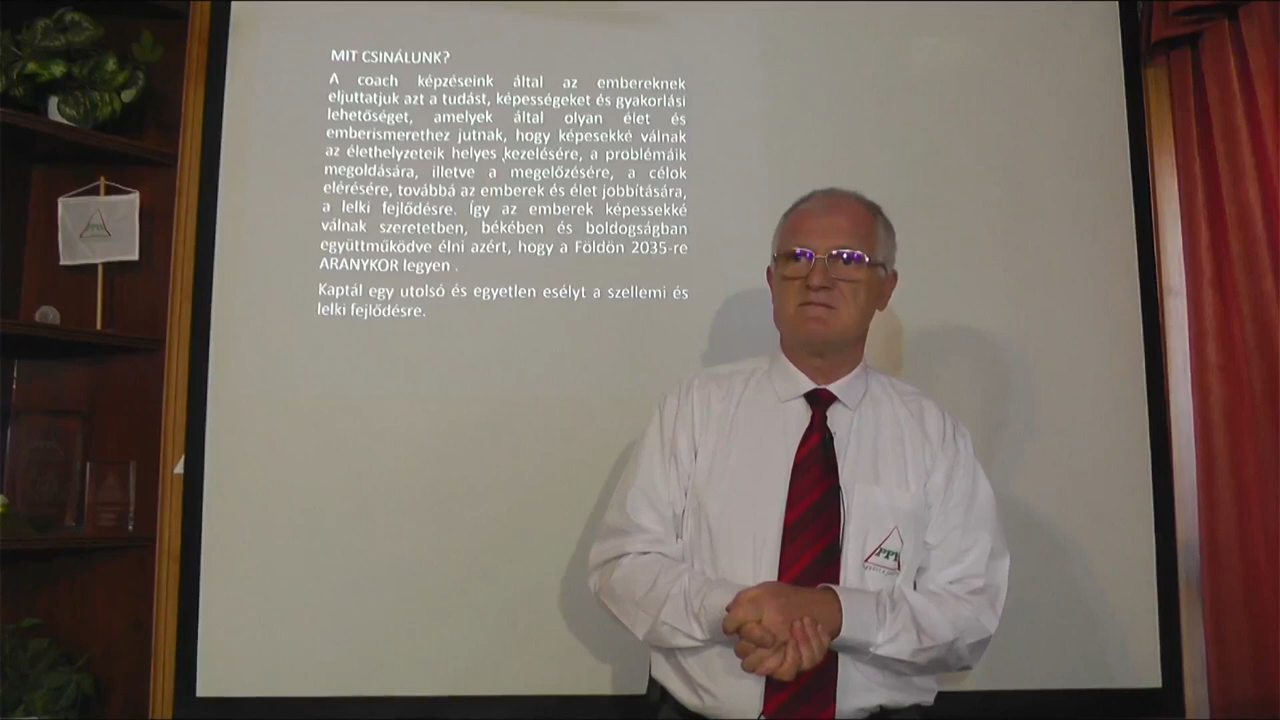 MIT CSINÁLUNK?
A coach képzéseink által az embereknek
eljuttatjuk azt a tudást, képességeket és gyakorlási
lehetőséget, amelyek által olyan élet és
emberismerethez jutnak, hogy képesekké válnak
az élethelyzeteik helyes kezelésére, a problémáik
megoldására, illetve a megelőzésére, a célok
elérésére, továbbá az emberek és élet jobbítására,
a lelki fejlődésre. Így az emberek képessekké
válnak szeretetben, békében és boldogságban
együttműködve élni azért, hogy a Földön 2035-re
ARANYKOR legyen .
Kaptál egy utolsó és egyetlen esélyt a szellemi és
lelki fejlődésre.